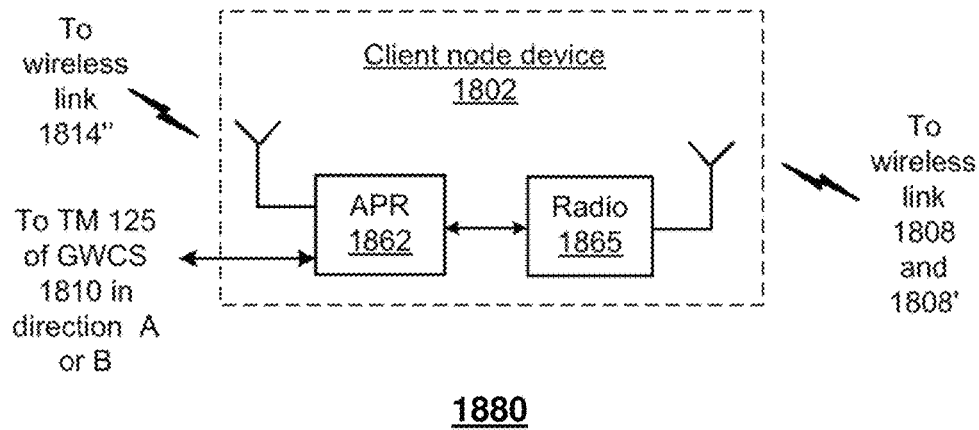 To
wireless
link
1814"
To TM 125
of GWCS
1810 in
direction A
or B
Client node device
1802
APR
1862
Radio
1865
To
wireless
link
1808
and
1808'
1880